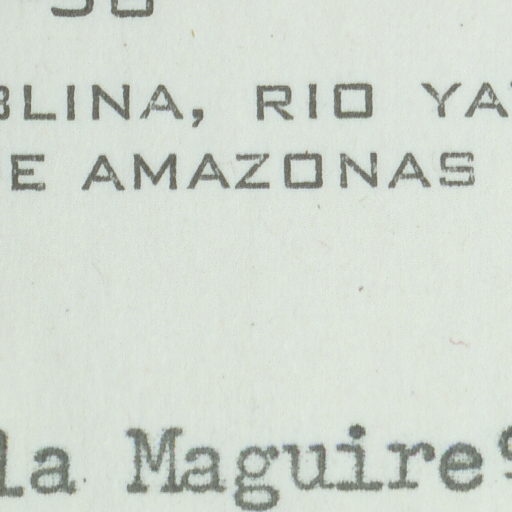 BLINA, RIO YA
E AMAZONAS
la Maguire